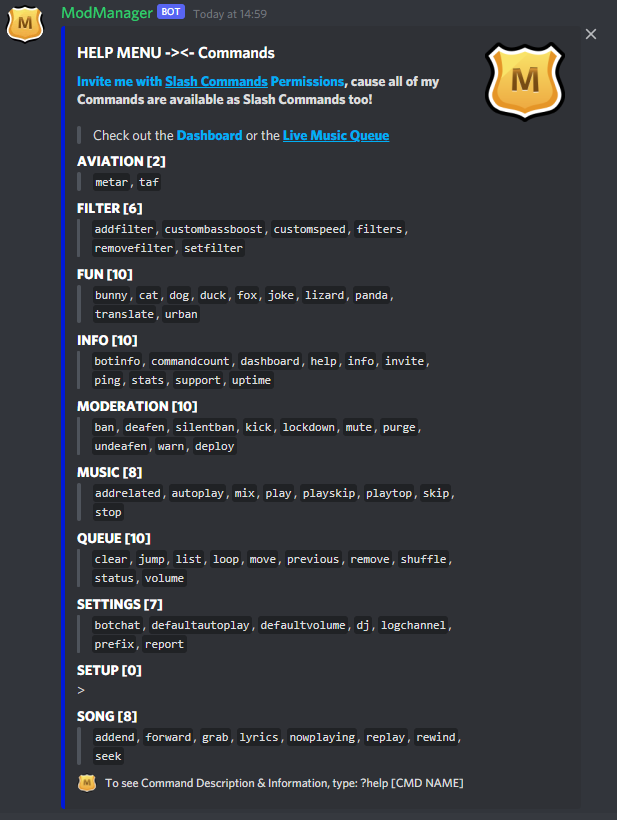 ModManager BOT Today at 14:59
M
HELP MENU -><- Commands
M
Invite me with Slash Commands Permissions, cause all of my
Commands are available as Slash Commands too!
Check out the Dashboard or the Live Music Queue
AVIATION [2]
metar, taf
FILTER [6]
addfilter, custombassboost, customspeed, filters,
removefilter, setfilter
FUN [10]
bunny, cat, dog, duck, fox, joke, lizard, panda,
translate, urban
INFO [10]
botinfo, commandcount, dashboard, help, info, invite,
ping, stats, support, uptime
MODERATION [10]
ban, deafen, silentban, kick, lockdown, mute, purge,
undeafen, warn, deploy
MUSIC [8]
addrelated, autoplay, mix, play, playskip, playtop, skip,
stop
QUEUE [10]
clear, jump, list, loop, move, previous, remove, shuffle,
status, volume
SETTINGS [7]
botchat, defaultautoplay, defaultvolume, dj, logchannel,
prefix, report
SETUP [0]
>
SONG [8]
addend, forward, grab, lyrics, nowplaying, replay, rewind,
seek
M
To see Command Description & Information, type: ?help [CMD NAME]